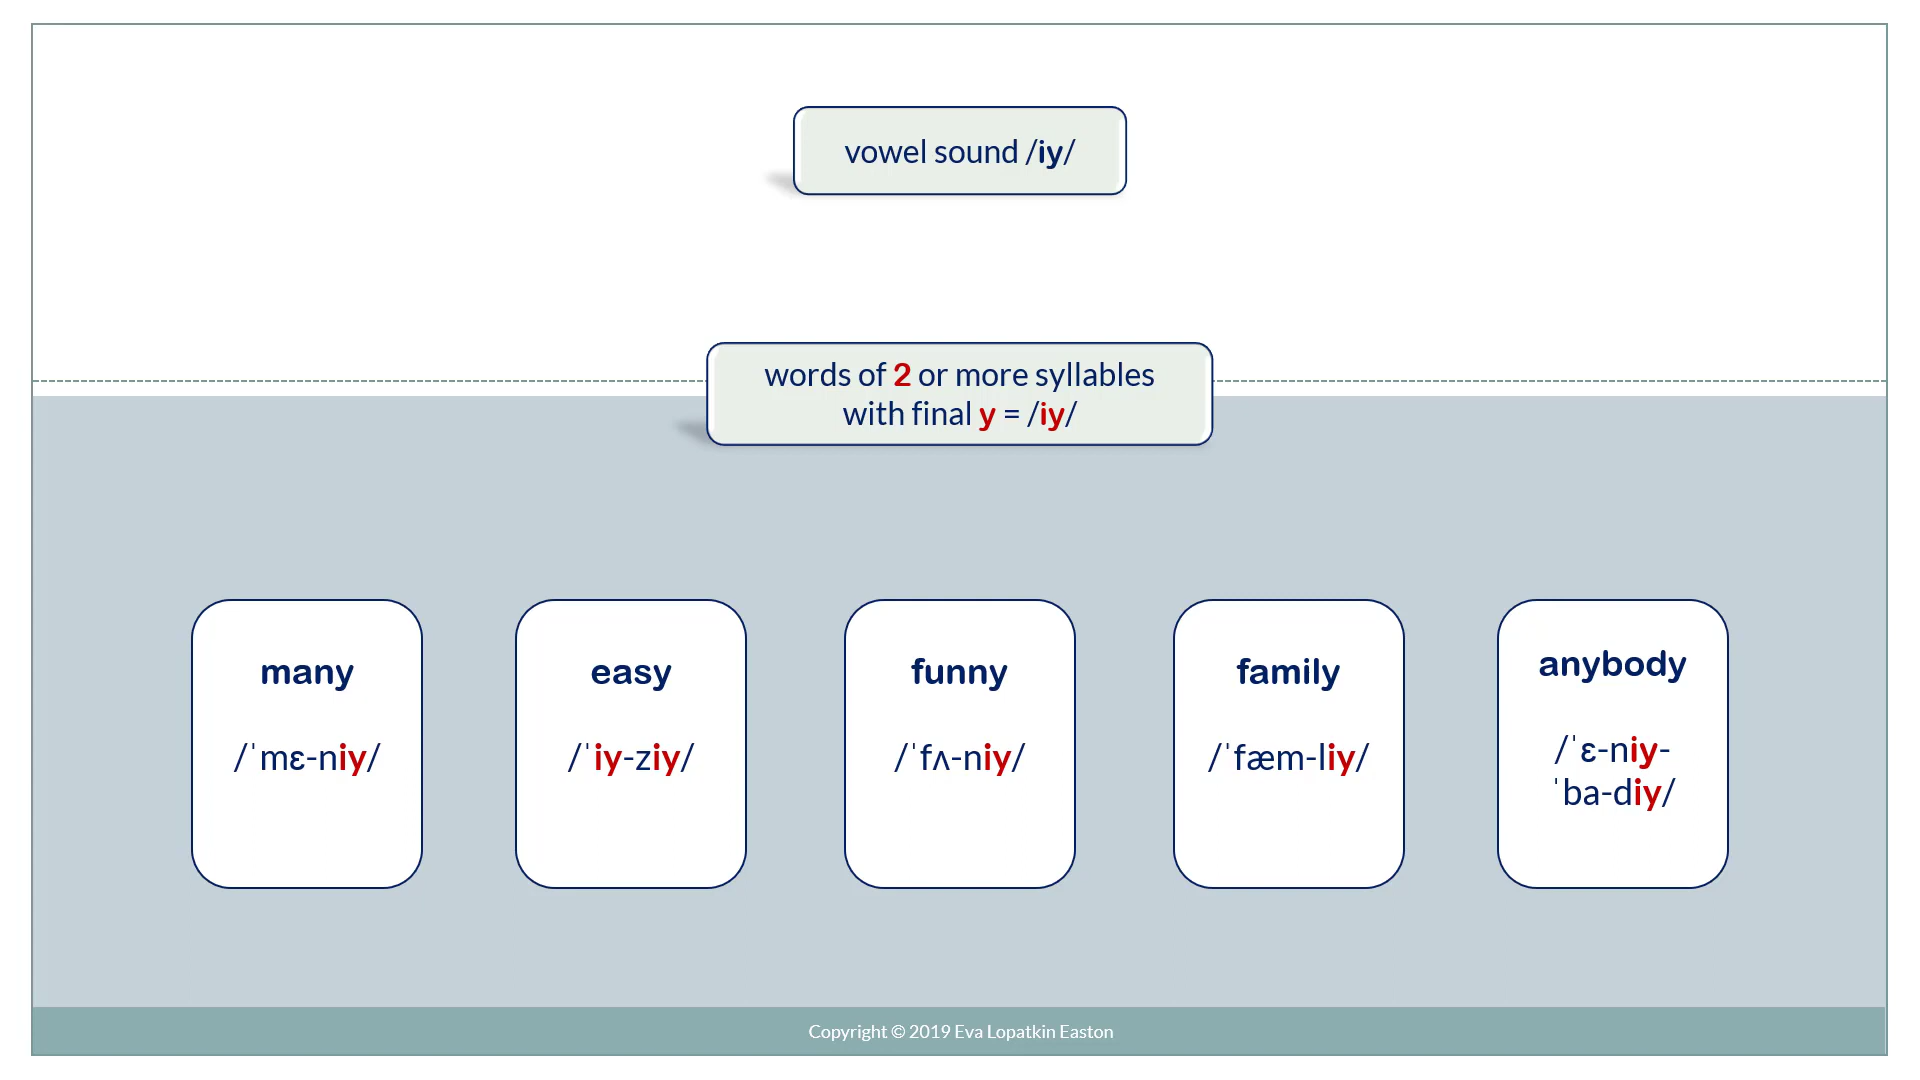 vowel sound /iy/
words of 2 or more syllables
with final y = /iy/
many
/ˈmɛ-niy/
easy
/ˈiy-ziy/
funny
/ˈfʌ-niy/
family
/ˈfæm-liy/
anybody
/ˈɛ-niy-
ˈba-diy/
Copyright © 2019 Eva Lopatkin Easton